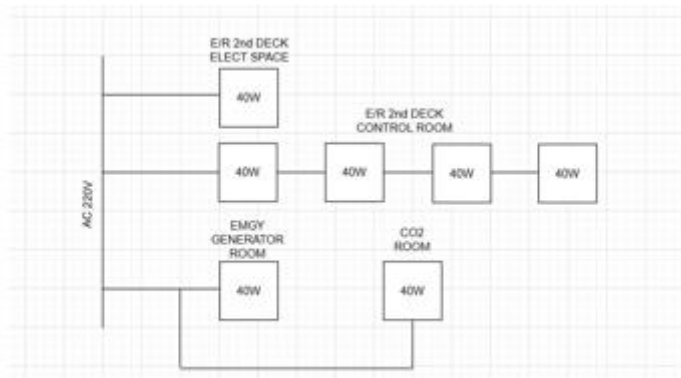 E/R 2nd DECK
ELECT SPACE
40W
E/R 2nd DECK
CONTROL ROOM
40W
40W
40W
40W
AC 220V
EMGY
GENERATOR
ROOM
40W
CO2
ROOM
40W